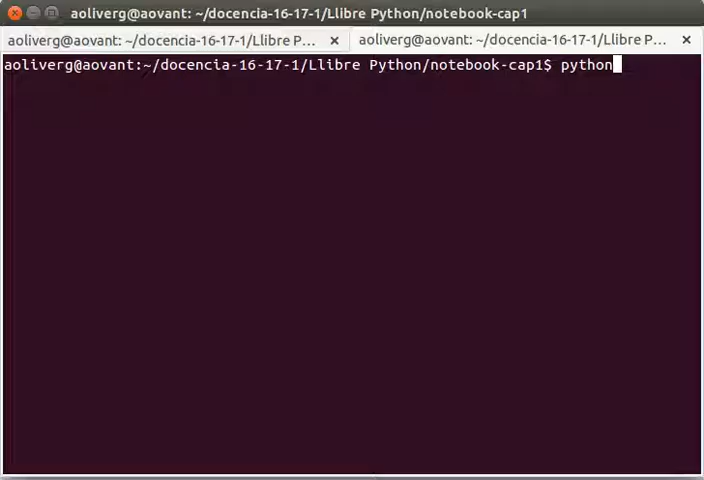 aoliverg@aovant: ~/docencia-16-17-1/Llibre Python/notebook-cap1
aoliverg@aovant: ~/docencia-16-17-1/Llibre P...
aoliverg@aovant: ~/docencia-16-17-1/Llibre P...
aoliverg@aovant:~/docencia-16-17-1/Llibre Python/notebook-cap1$ python